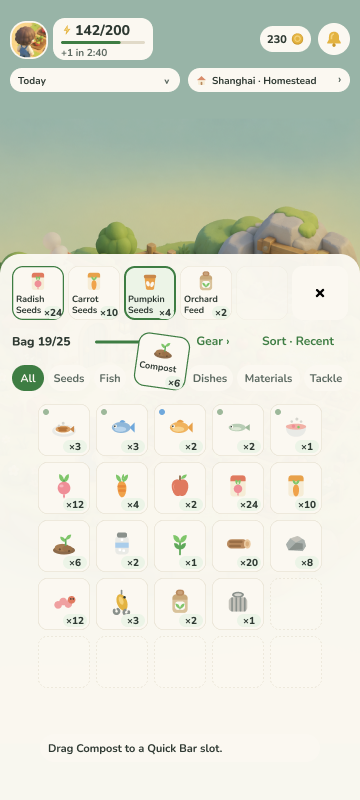 142/200
+1 in 2:40
230
Today
Shanghai · Homestead ›
Radish Seeds ×24
Carrot Seeds ×10
Pumpkin Seeds ×4
Orchard Feed ×2
×
Bag 19/25
Gear ›
Sort · Recent
Compost ×6
All
Seeds
Fish
Dishes
Materials
Tackle
×3 ×3 ×2 ×2 ×1
×12 ×4 ×2 ×24 ×10
×6 ×2 ×1 ×20 ×8
×12 ×3 ×2 ×1
Drag Compost to a Quick Bar slot.